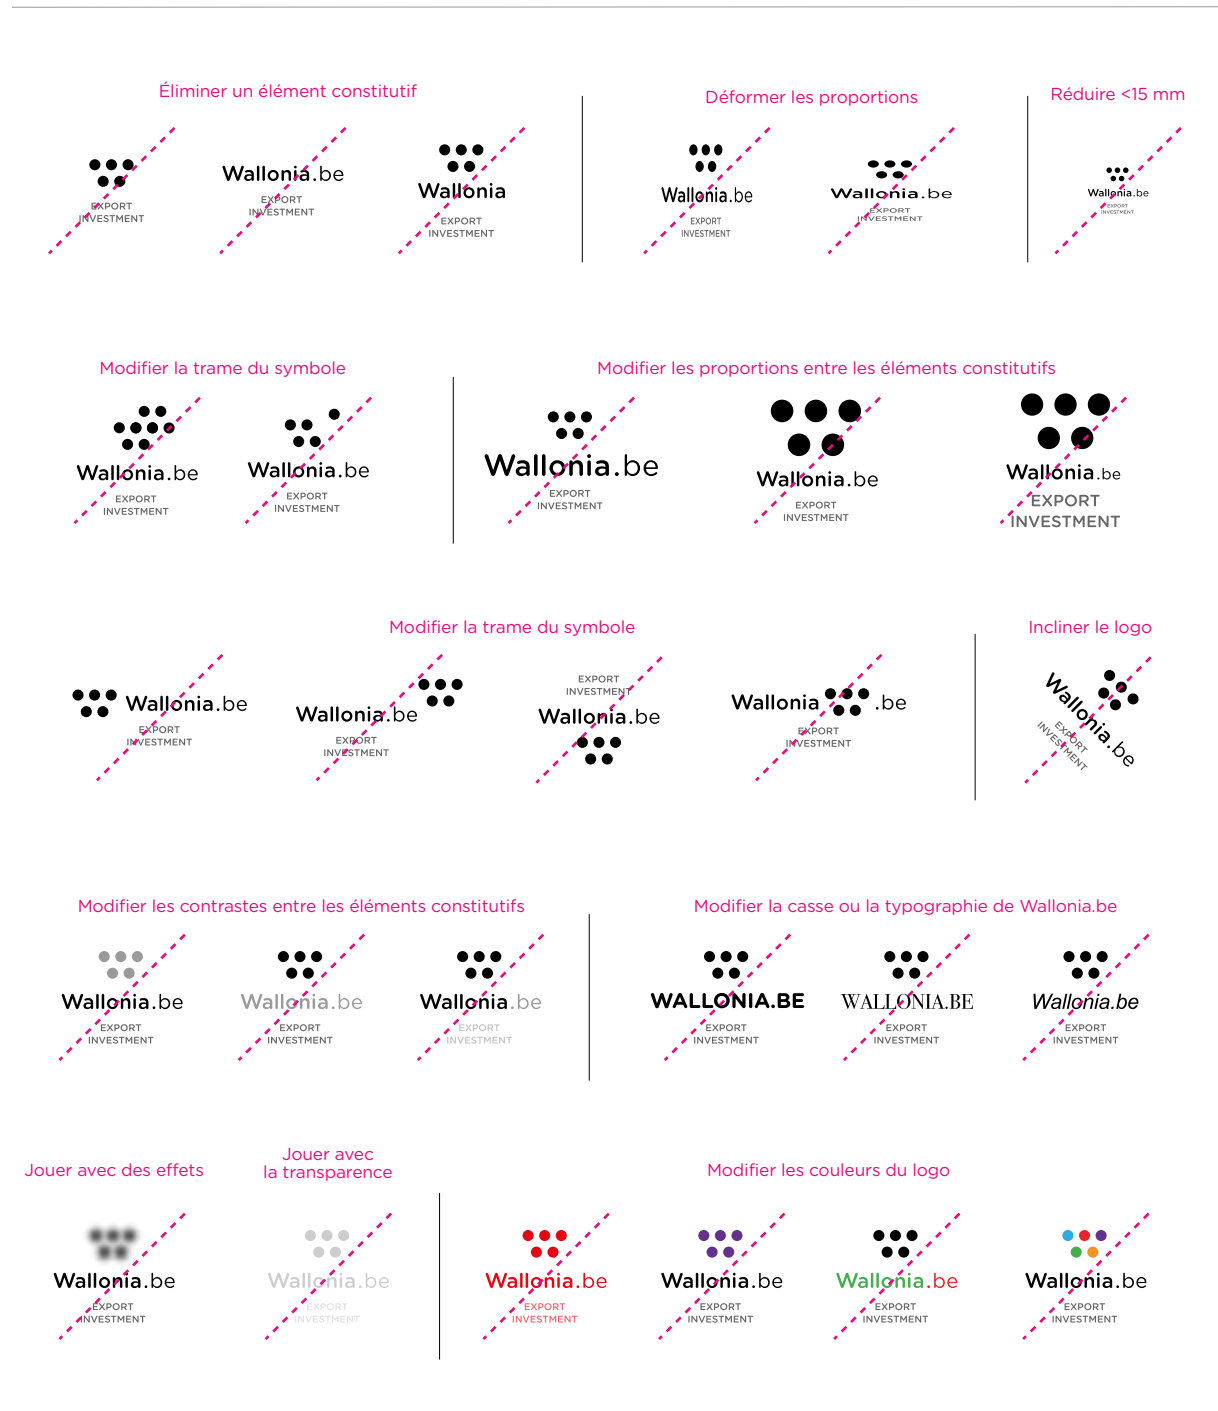 Éliminer un élément constitutif
Déformer les proportions
Réduire <15 mm
EXPORT
INVESTMENT
Wallonia.be
EXPORT
INVESTMENT
Wallonia
EXPORT
INVESTMENT
Wallonia.be
EXPORT
INVESTMENT
Wallonia.be
EXPORT
INVESTMENT
Wallonia.be
EXPORT
INVESTMENT
Modifier la trame du symbole
Modifier les proportions entre les éléments constitutifs
Wallonia.be
EXPORT
INVESTMENT
Wallonia.be
EXPORT
INVESTMENT
Wallonia.be
EXPORT
INVESTMENT
Wallonia.be
EXPORT
INVESTMENT
Wallonia.be
EXPORT
INVESTMENT
Modifier la trame du symbole
Incliner le logo
Wallonia.be
EXPORT
INVESTMENT
Wallonia.be
EXPORT
INVESTMENT
EXPORT
INVESTMENT
Wallonia.be
Wallonia .be
EXPORT
INVESTMENT
Wallonia.be
EXPORT
INVESTMENT
Modifier les contrastes entre les éléments constitutifs
Modifier la casse ou la typographie de Wallonia.be
Wallonia.be
EXPORT
INVESTMENT
Wallonia.be
EXPORT
INVESTMENT
Wallonia.be
EXPORT
INVESTMENT
WALLONIA.BE
EXPORT
INVESTMENT
WALLONIA.BE
EXPORT
INVESTMENT
Wallonia.be
EXPORT
INVESTMENT
Jouer avec des effets
Jouer avec
la transparence
Modifier les couleurs du logo
Wallonia.be
EXPORT
INVESTMENT
Wallonia.be
EXPORT
INVESTMENT
Wallonia.be
EXPORT
INVESTMENT
Wallonia.be
EXPORT
INVESTMENT
Wallonia.be
EXPORT
INVESTMENT
Wallonia.be
EXPORT
INVESTMENT